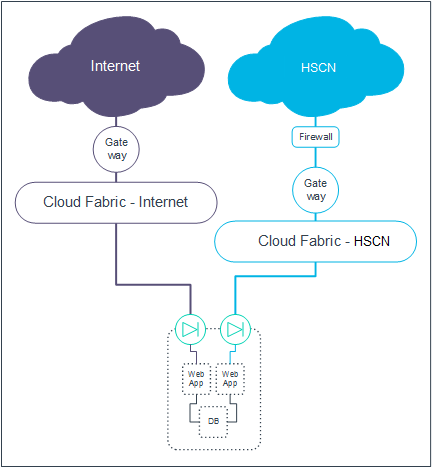 Internet
HSCN
Firewall
Gate
way
Gate
way
Cloud Fabric - Internet
Cloud Fabric - HSCN
Web
App
Web
App
DB